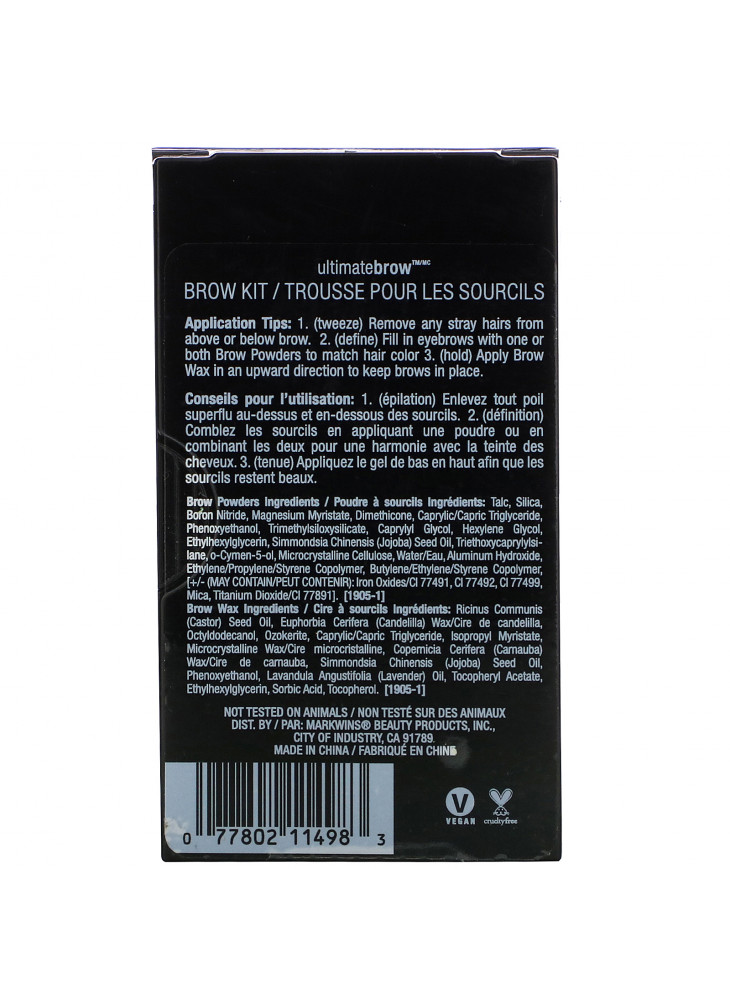 ultimatebrow™/MC
BROW KIT / TROUSSE POUR LES SOURCILS
Application Tips: 1. (tweeze) Remove any stray hairs from
above or below brow. 2. (define) Fill in eyebrows with one or
both Brow Powders to match hair color 3. (hold) Apply Brow
Wax in an upward direction to keep brows in place.
Conseils pour l'utilisation: 1. (épilation) Enlevez tout poil
superflu au-dessus et en-dessous des sourcils. 2. (définition)
Comblez les sourcils en appliquant une poudre ou en
combinant les deux pour une harmonie avec la teinte des
cheveux. 3. (tenue) Appliquez le gel de bas en haut afin que les
sourcils restent beaux.
Brow Powders Ingredients / Poudre à sourcils Ingrédients: Talc, Silica,
Boron Nitride, Magnesium Myristate, Dimethicone, Caprylic/Capric Triglyceride,
Phenoxyethanol, Trimethylsiloxysilicate, Caprylyl Glycol, Hexylene Glycol,
Ethylhexylglycerin, Simmondsia Chinensis (Jojoba) Seed Oil, Triethoxycaprylylsi-
lane, o-Cymen-5-ol, Microcrystalline Cellulose, Water/Eau, Aluminum Hydroxide,
Ethylene/Propylene/Styrene Copolymer, Butylene/Ethylene/Styrene Copolymer,
[+/- (MAY CONTAIN/PEUT CONTENIR): Iron Oxides/CI 77491, CI 77492, CI 77499,
Mica, Titanium Dioxide/CI 77891]. [1905-1]
Brow Wax Ingredients / Cire à sourcils Ingrédients: Ricinus Communis
(Castor) Seed Oil, Euphorbia Cerifera (Candelilla) Wax/Cire de candelilla,
Octyldodecanol, Ozokerite, Caprylic/Capric Triglyceride, Isopropyl Myristate,
Microcrystalline Wax/Cire microcristalline, Copernicia Cerifera (Carnauba)
Wax/Cire de carnauba, Simmondsia Chinensis (Jojoba) Seed Oil,
Phenoxyethanol, Lavandula Angustifolia (Lavender) Oil, Tocopheryl Acetate,
Ethylhexylglycerin, Sorbic Acid, Tocopherol. [1905-1]
NOT TESTED ON ANIMALS / NON TESTÉ SUR DES ANIMAUX
DIST. BY / PAR: MARKWINS® BEAUTY PRODUCTS, INC.,
CITY OF INDUSTRY, CA 91789.
MADE IN CHINA / FABRIQUÉ EN CHINE
V
VEGAN
crueltyfree
0 77802 11498 3